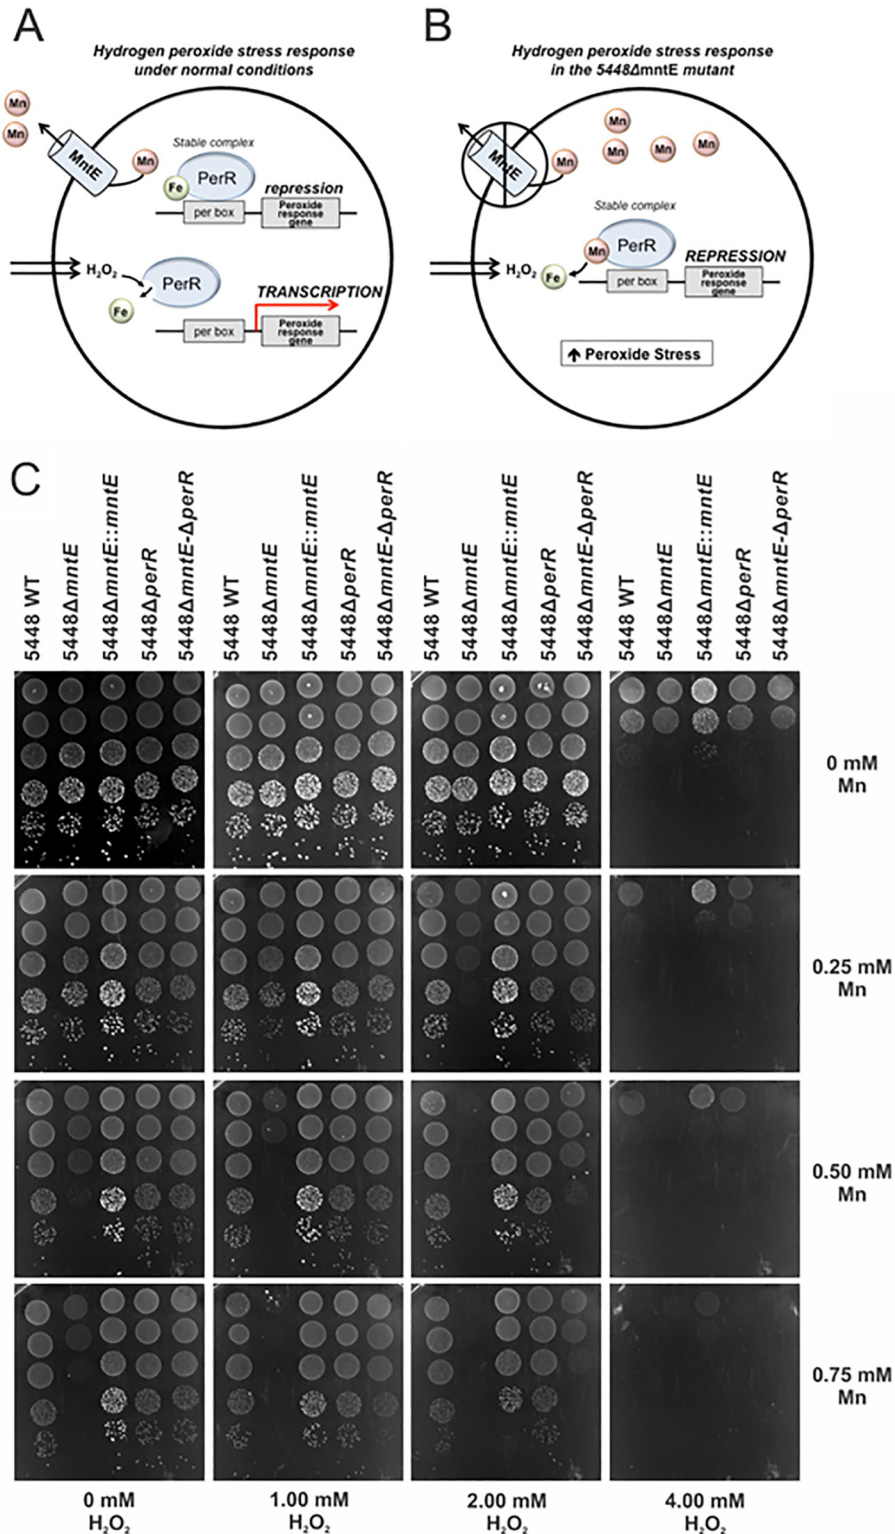 A
Hydrogen peroxide stress response
under normal conditions
Mn
Mn
MntE
Mn
Stable complex
Fe
PerR
repression
per box
Peroxide
response
gene
H₂O₂
PerR
Fe
TRANSCRIPTION
per box
Peroxide
response
gene
B
Hydrogen peroxide stress response
in the 5448ΔmntE mutant
MntE
Mn
Mn
Mn
Mn
Mn
Stable complex
Mn
PerR
REPRESSION
H₂O₂
Fe
per box
Peroxide
response
gene
↑ Peroxide Stress
C
5448 WT
5448ΔmntE
5448ΔmntE::mntE
5448ΔperR
5448ΔmntE-ΔperR
5448 WT
5448ΔmntE
5448ΔmntE::mntE
5448ΔperR
5448ΔmntE-ΔperR
5448 WT
5448ΔmntE
5448ΔmntE::mntE
5448ΔperR
5448ΔmntE-ΔperR
5448 WT
5448ΔmntE
5448ΔmntE::mntE
5448ΔperR
5448ΔmntE-ΔperR
0 mM
Mn
0.25 mM
Mn
0.50 mM
Mn
0.75 mM
Mn
0 mM
H₂O₂
1.00 mM
H₂O₂
2.00 mM
H₂O₂
4.00 mM
H₂O₂